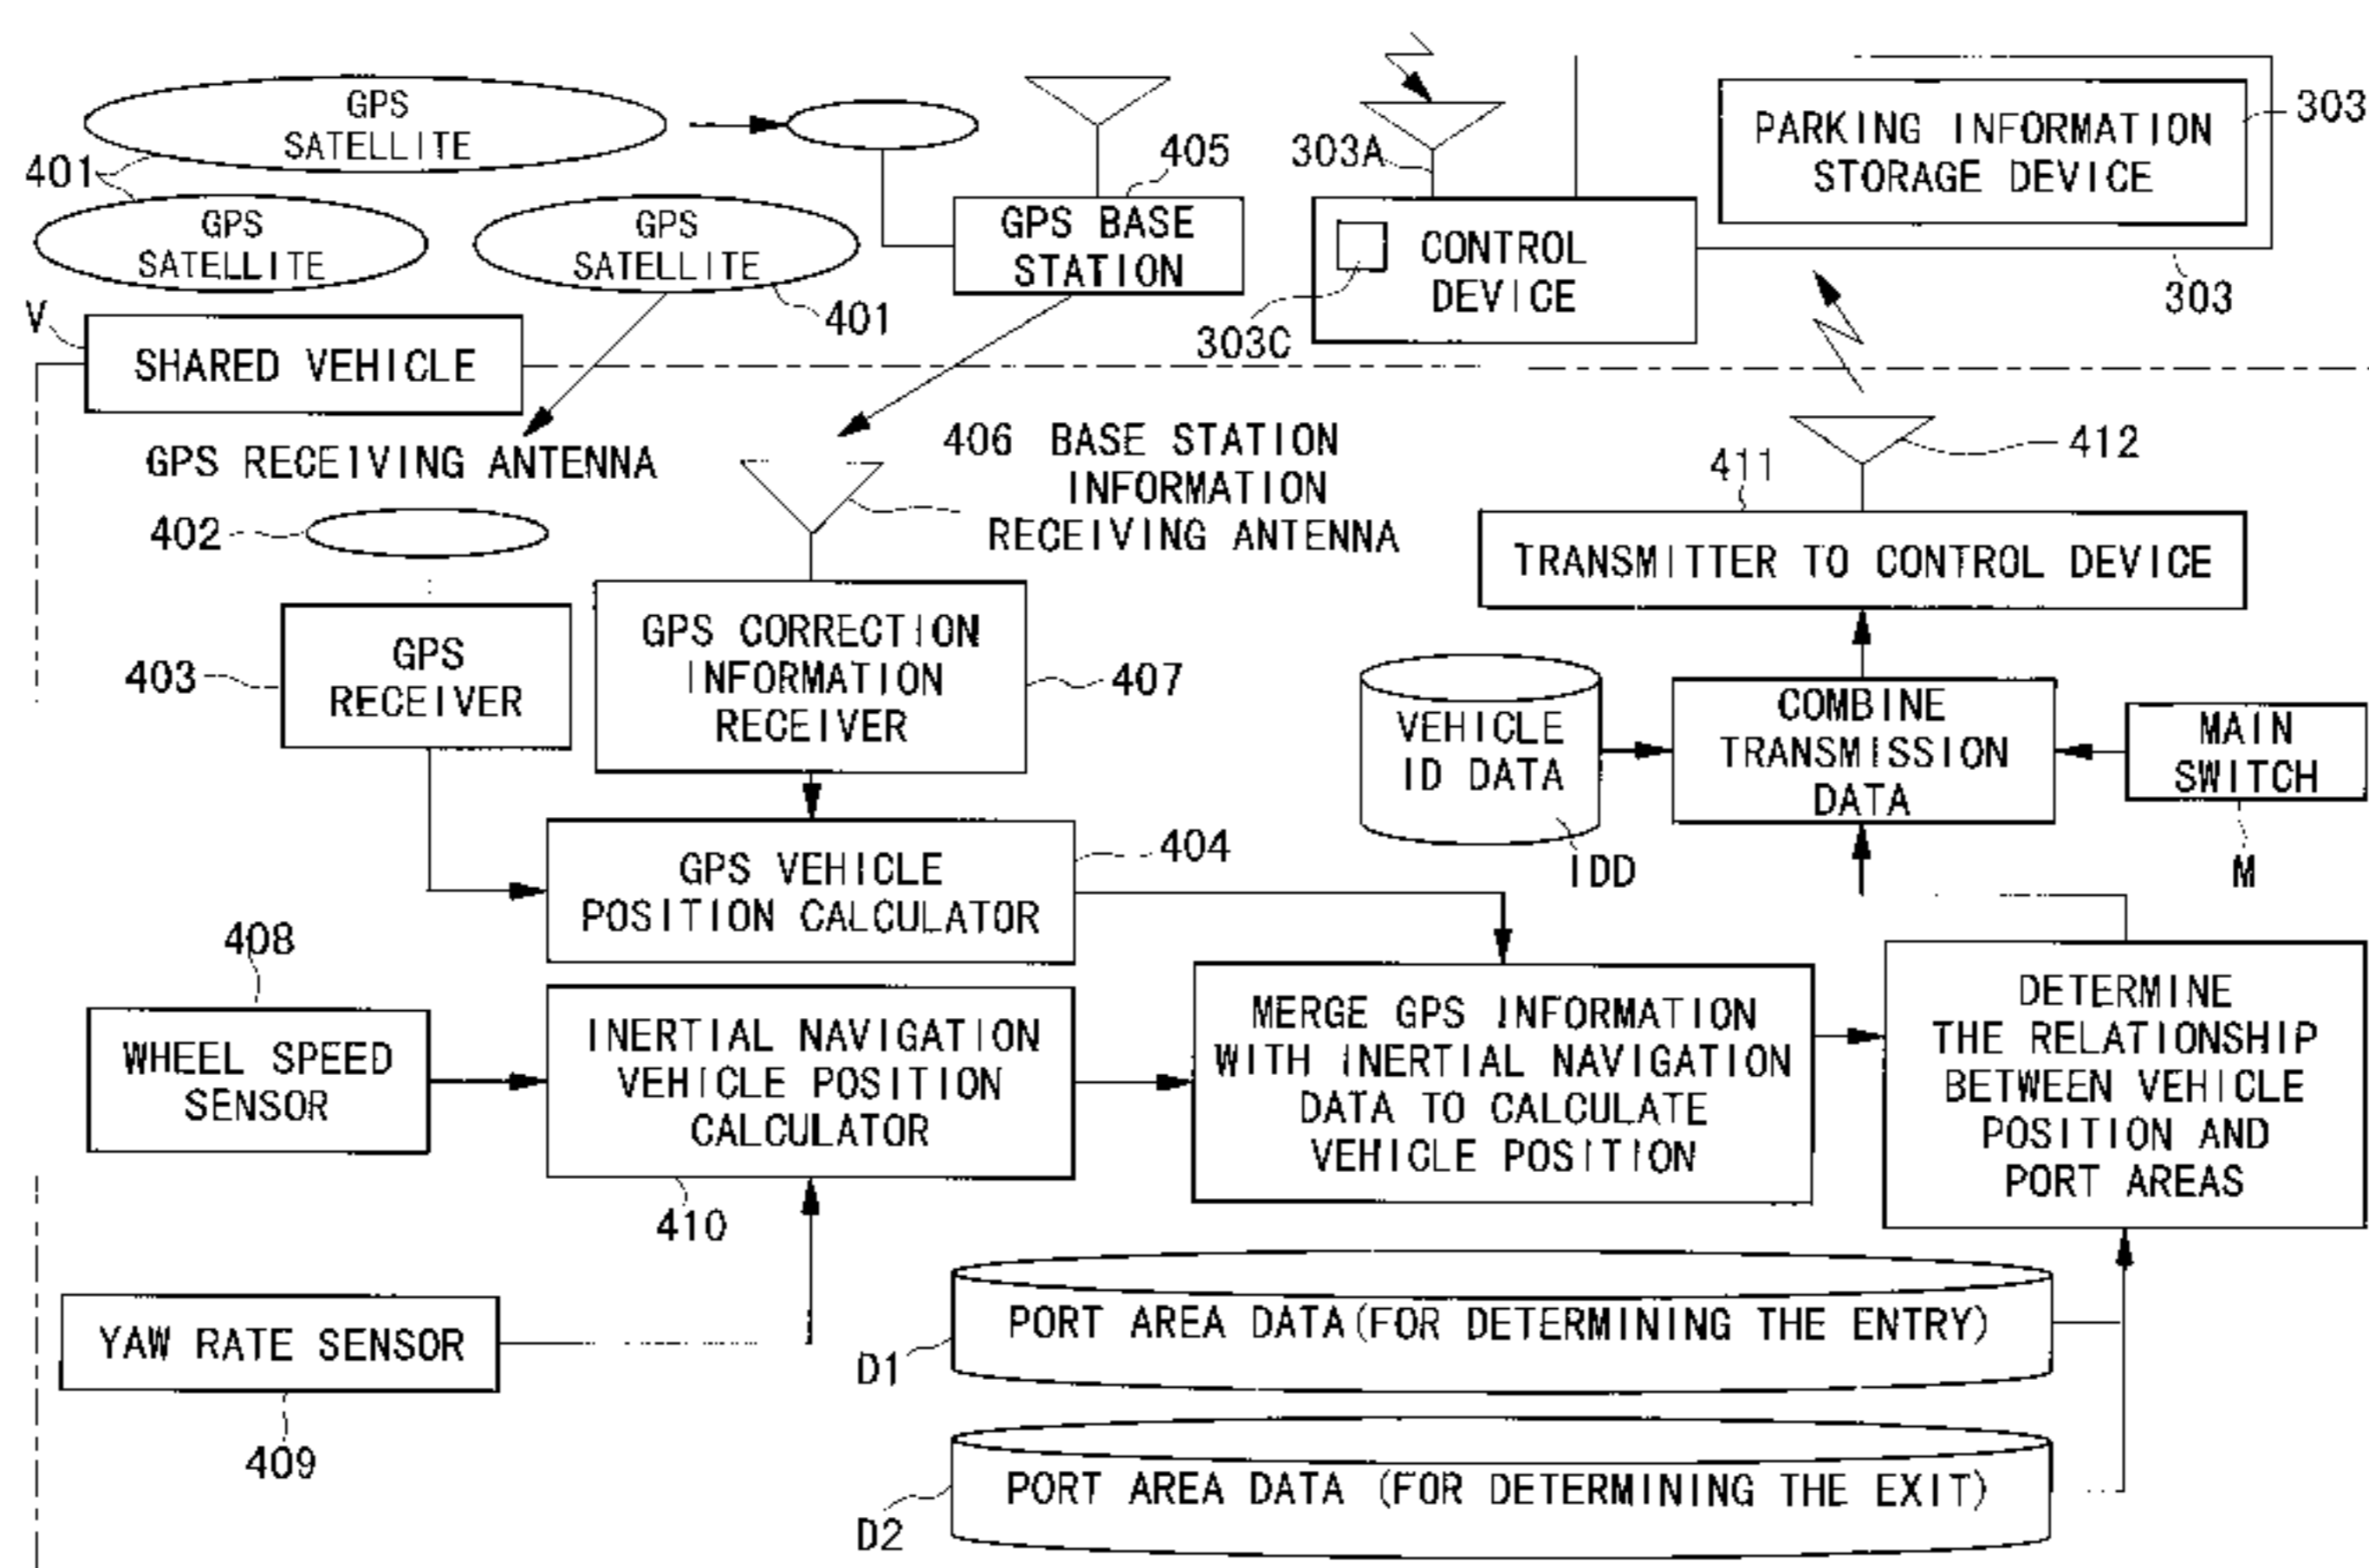 GPS
SATELLITE
401
GPS
SATELLITE
GPS
SATELLITE
401
405
GPS BASE
STATION
303A
CONTROL
DEVICE
303C
PARKING INFORMATION
STORAGE DEVICE
303
303
V
SHARED VEHICLE
GPS RECEIVING ANTENNA
402
406 BASE STATION
INFORMATION
RECEIVING ANTENNA
412
411
TRANSMITTER TO CONTROL DEVICE
403
GPS
RECEIVER
GPS CORRECTION
INFORMATION
RECEIVER
407
VEHICLE
ID DATA
IDD
COMBINE
TRANSMISSION
DATA
MAIN
SWITCH
M
GPS VEHICLE
POSITION CALCULATOR
404
408
WHEEL SPEED
SENSOR
INERTIAL NAVIGATION
VEHICLE POSITION
CALCULATOR
410
MERGE GPS INFORMATION
WITH INERTIAL NAVIGATION
DATA TO CALCULATE
VEHICLE POSITION
DETERMINE
THE RELATIONSHIP
BETWEEN VEHICLE
POSITION AND
PORT AREAS
YAW RATE SENSOR
409
PORT AREA DATA(FOR DETERMINING THE ENTRY)
D1
PORT AREA DATA (FOR DETERMINING THE EXIT)
D2